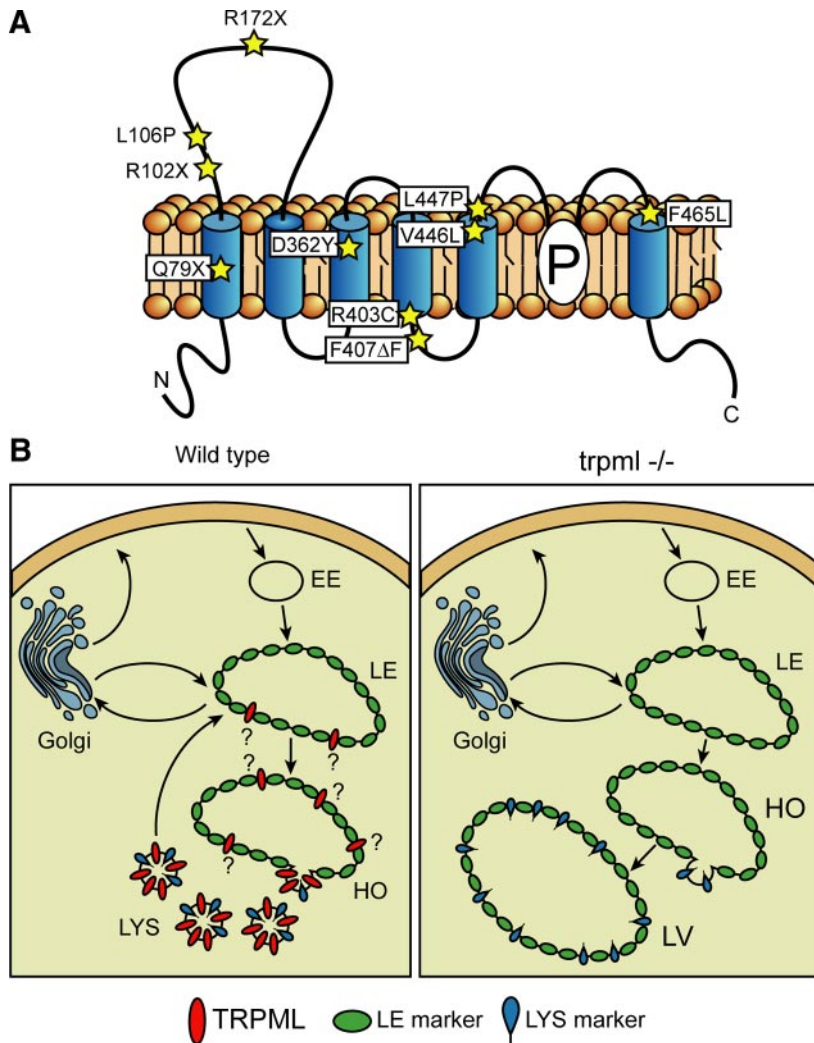 A
R172X
L106P
R102X
L447P
F465L
D362Y
V446L
P
Q79X
R403C
F407ΔF
N
C
B
Wild type
trpml -/-
EE
EE
LE
LE
Golgi
Golgi
? ?
? ?
HO
? ?
HO
LYS
LV
TRPML LE marker LYS marker